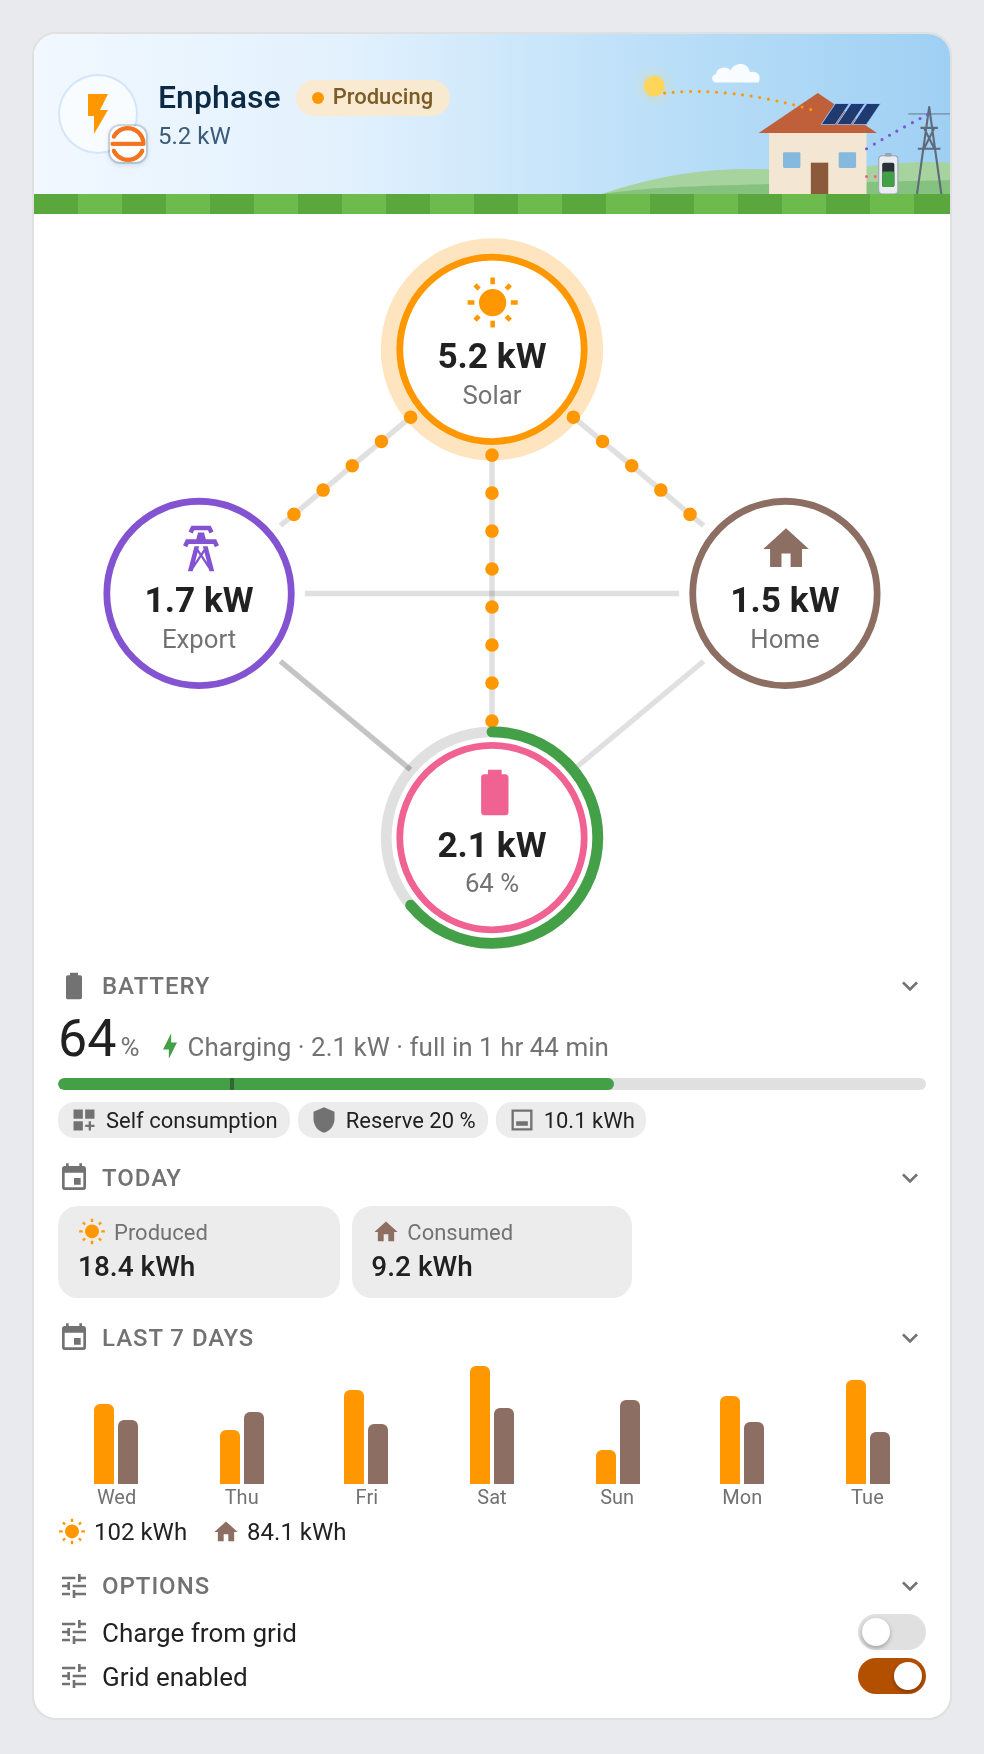 Enphase
Producing
5.2 kW
5.2 kW
Solar
1.7 kW
Export
1.5 kW
Home
2.1 kW
64 %
BATTERY
64 %
Charging · 2.1 kW · full in 1 hr 44 min
Self consumption
Reserve 20 %
10.1 kWh
TODAY
Produced
18.4 kWh
Consumed
9.2 kWh
LAST 7 DAYS
Wed Thu Fri Sat Sun Mon Tue
102 kWh 84.1 kWh
OPTIONS
Charge from grid
Grid enabled